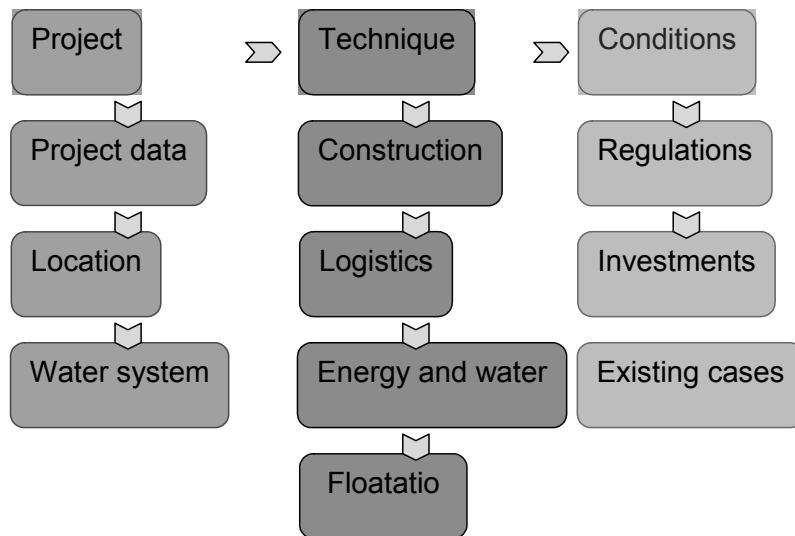 Project
Technique
Conditions
Project data
Construction
Regulations
Location
Logistics
Investments
Water system
Energy and water
Existing cases
Floatatio